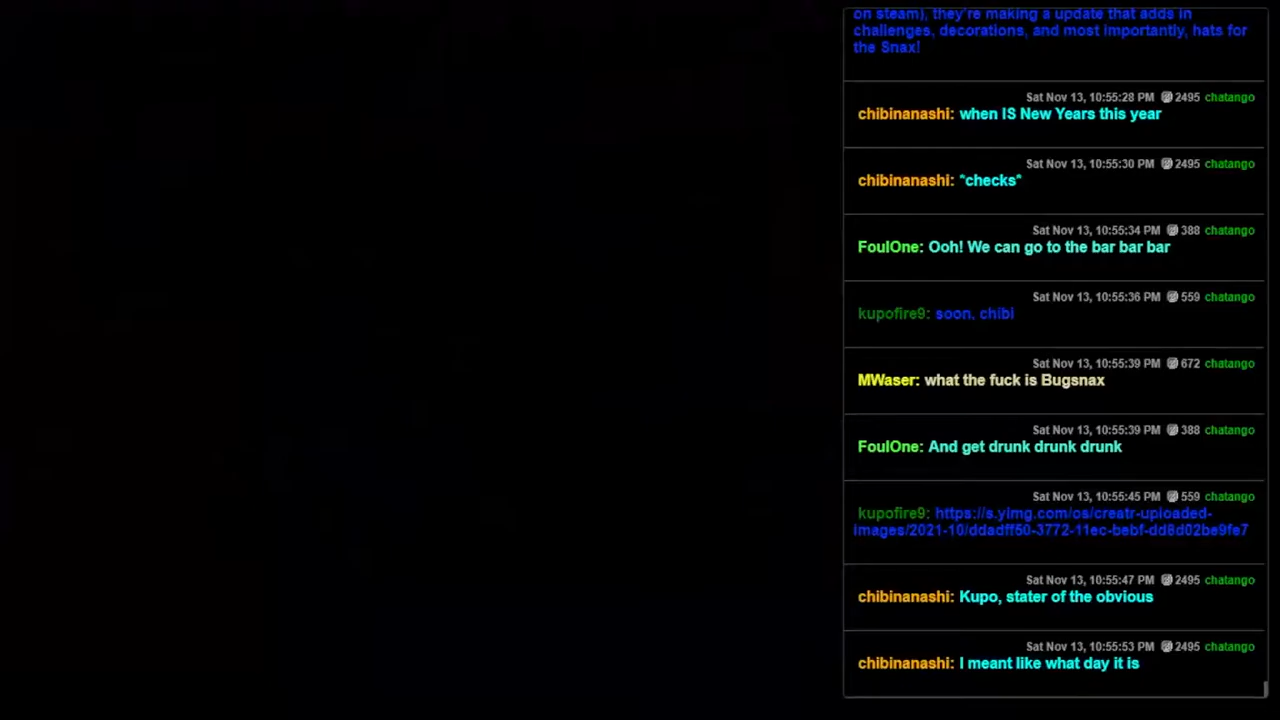 on steam), they're making a update that adds in
challenges, decorations, and most importantly, hats for
the Snax!
Sat Nov 13, 10:55:28 PM 2495 chatango
chibinanashi: when IS New Years this year
Sat Nov 13, 10:55:30 PM 2495 chatango
chibinanashi: *checks*
Sat Nov 13, 10:55:34 PM 388 chatango
FoulOne: Ooh! We can go to the bar bar bar
Sat Nov 13, 10:55:36 PM 559 chatango
kupofire9: soon, chibi
Sat Nov 13, 10:55:39 PM 672 chatango
MWaser: what the fuck is Bugsnax
Sat Nov 13, 10:55:39 PM 388 chatango
FoulOne: And get drunk drunk drunk
Sat Nov 13, 10:55:45 PM 559 chatango
kupofire9: https://s.yimg.com/os/creatr-uploaded-
images/2021-10/ddadff50-3772-11ec-bebf-dd8d02be9fe7
Sat Nov 13, 10:55:47 PM 2495 chatango
chibinanashi: Kupo, stater of the obvious
Sat Nov 13, 10:55:53 PM 2495 chatango
chibinanashi: I meant like what day it is